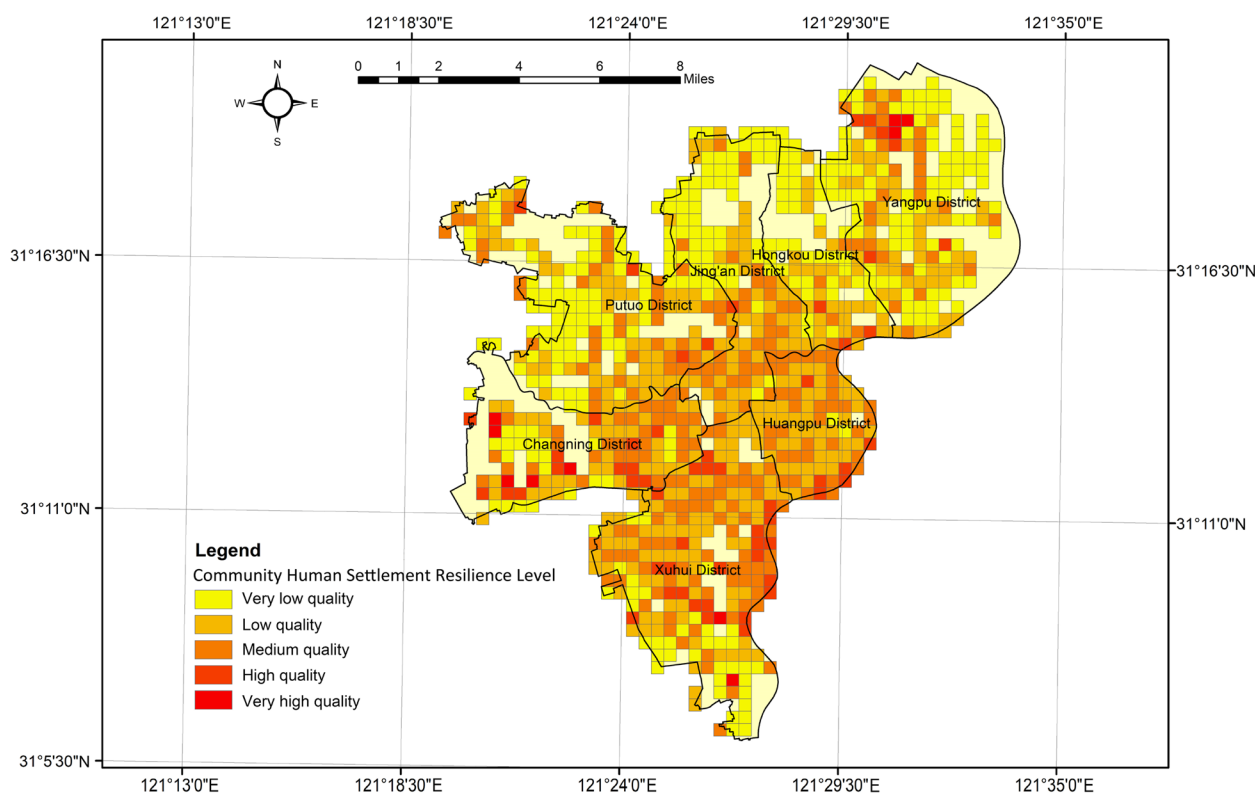 121°13'0"E 121°18'30"E 121°24'0"E 121°29'30"E 121°35'0"E
N
W E
S
0 1 2 4 6 8
Miles
Yangpu District
31°16'30"N
Hongkou District
Jing'an District
31°16'30"N
Putuo District
Huangpu District
Changning District
31°11'0"N
31°11'0"N
Legend
Community Human Settlement Resilience Level
Xuhui District
Very low quality
Low quality
Medium quality
High quality
Very high quality
31°5'30"N
121°13'0"E 121°18'30"E 121°24'0"E 121°29'30"E 121°35'0"E